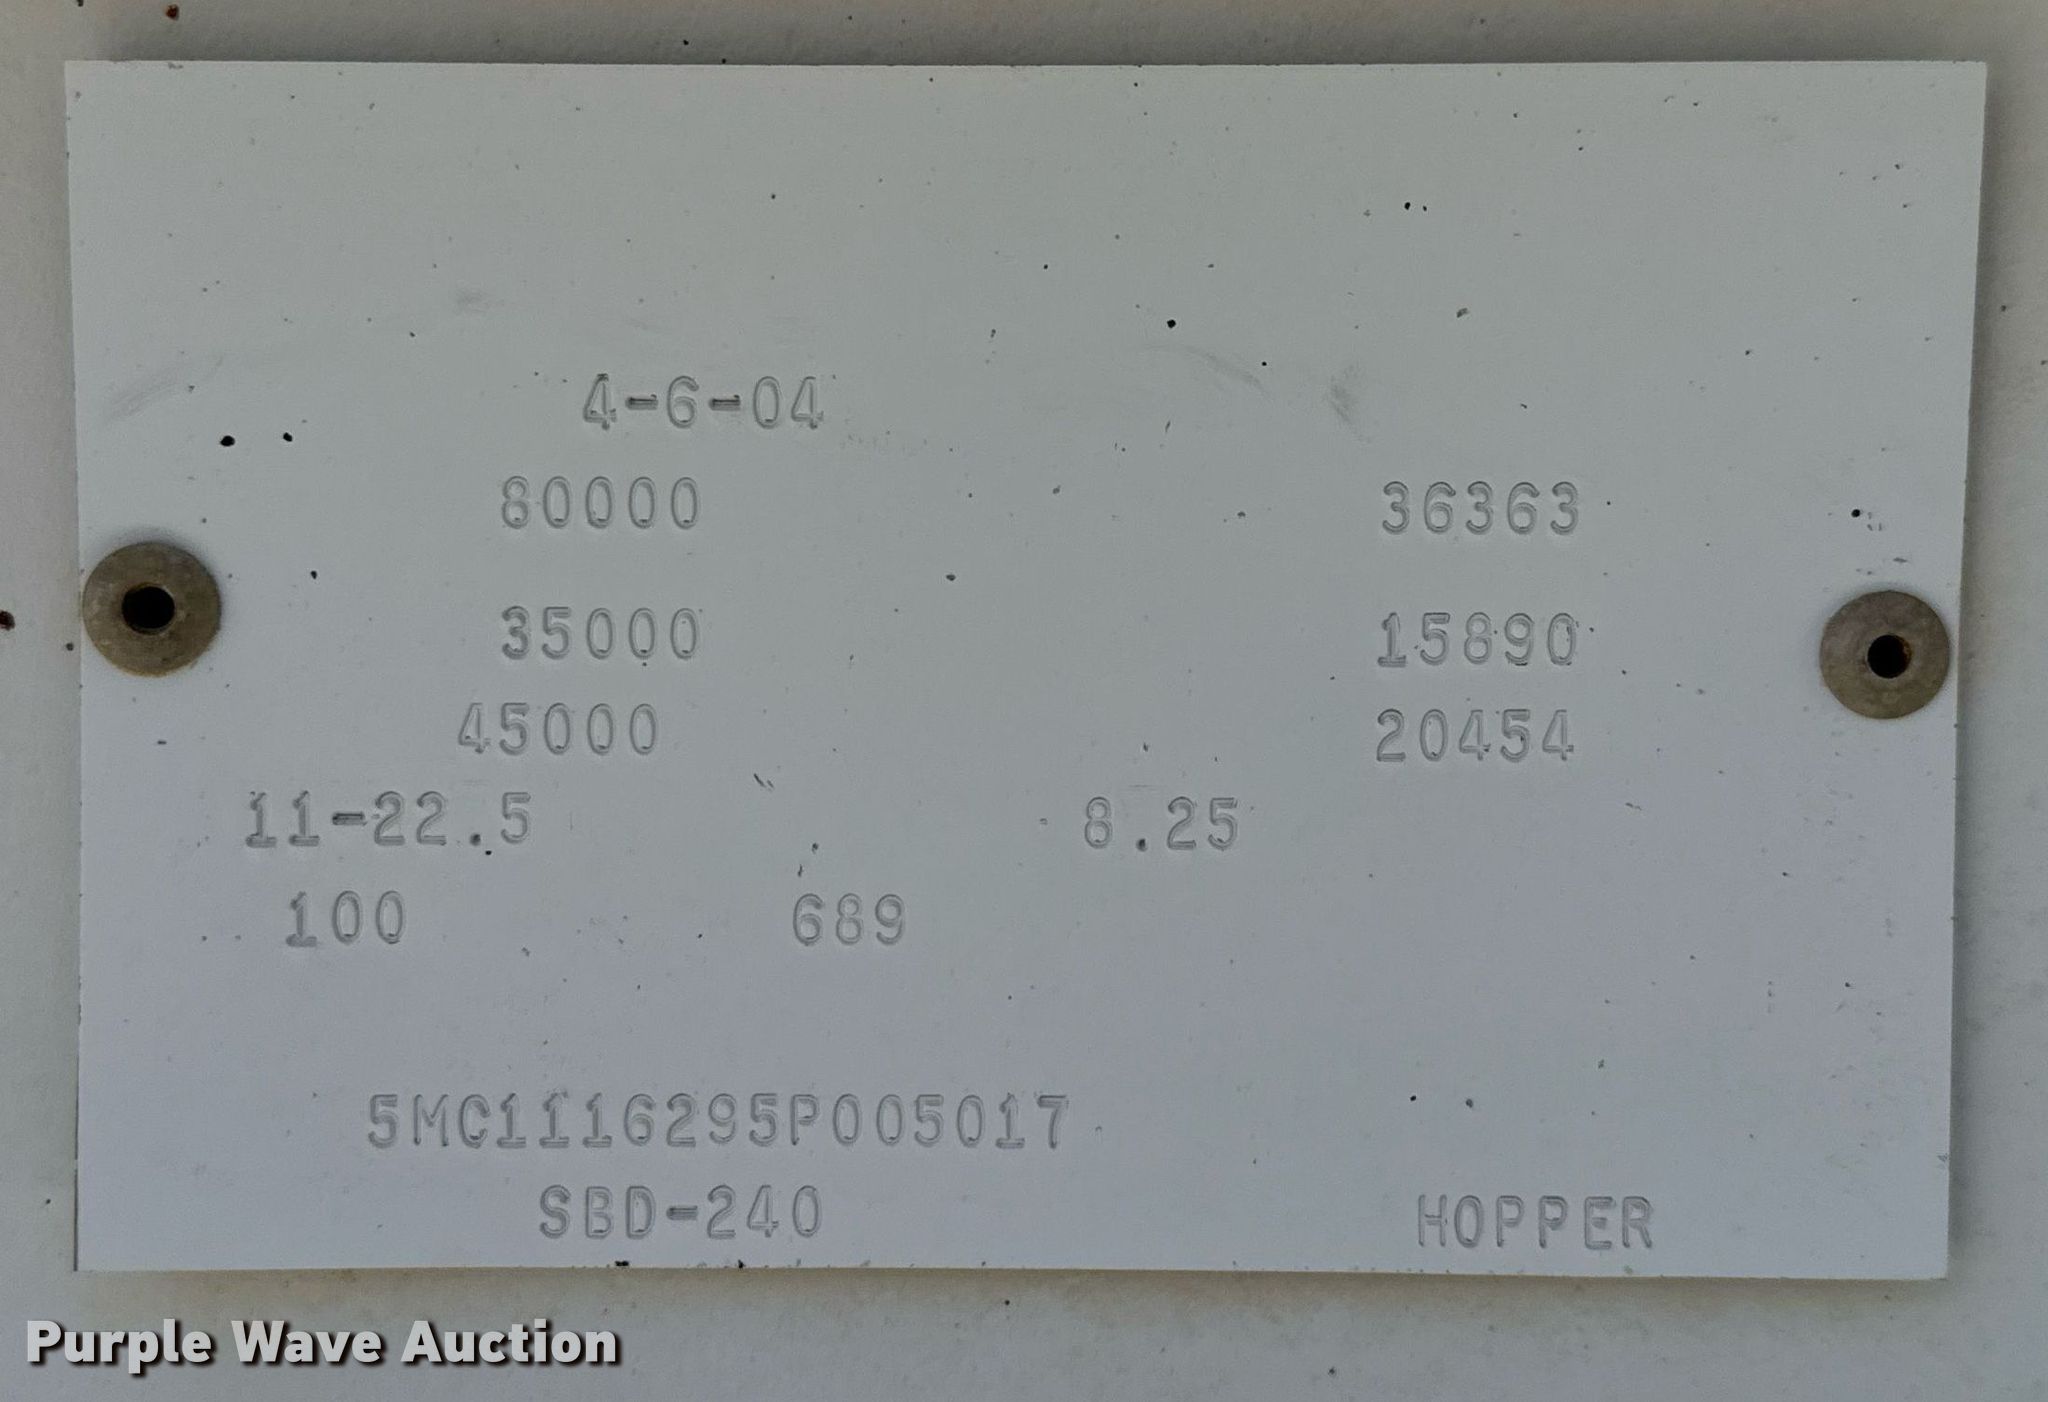 4-6-04
80000 36363
35000 15890
45000 20454
11-22.5 8.25
100 689
5MC1116295P005017
SBD-240 HOPPER
Purple Wave Auction